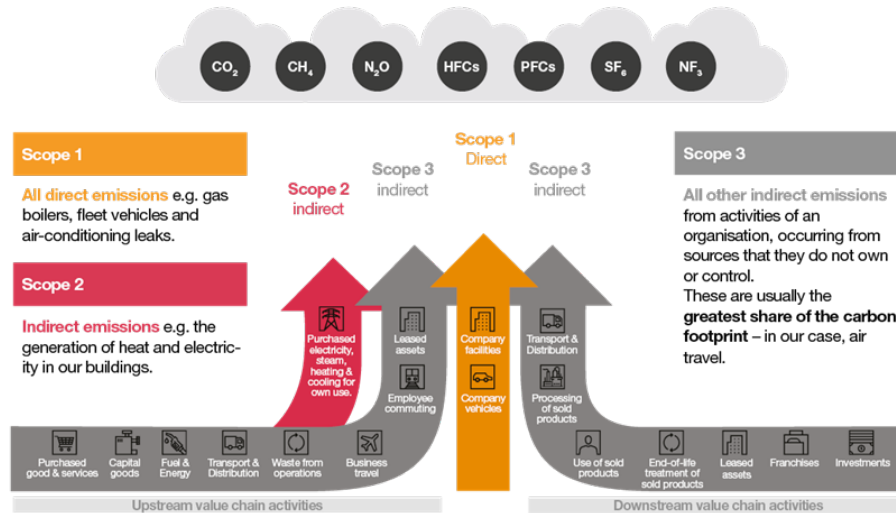 CO₂
CH₄
N₂O
HFCs
PFCs
SF₆
NF₃
Scope 1
All direct emissions e.g. gas
boilers, fleet vehicles and
air-conditioning leaks.
Scope 2
Indirect emissions e.g. the
generation of heat and electric-
ity in our buildings.
Scope 2
indirect
Scope 3
indirect
Scope 1
Direct
Scope 3
indirect
Scope 3
All other indirect emissions
from activities of an
organisation, occurring from
sources that they do not own
or control.
These are usually the
greatest share of the carbon
footprint – in our case, air
travel.
Purchased
electricity,
steam,
heating &
cooling for
own use.
Leased
assets
Employee
commuting
Company
facilities
Company
vehicles
Transport &
Distribution
Processing
of sold
products
Purchased
good & services
Capital
goods
Fuel &
Energy
Transport &
Distribution
Waste from
operations
Business
travel
Use of sold
products
End-of-life
treatment of
sold products
Leased
assets
Franchises
Investments
Upstream value chain activities
Downstream value chain activities